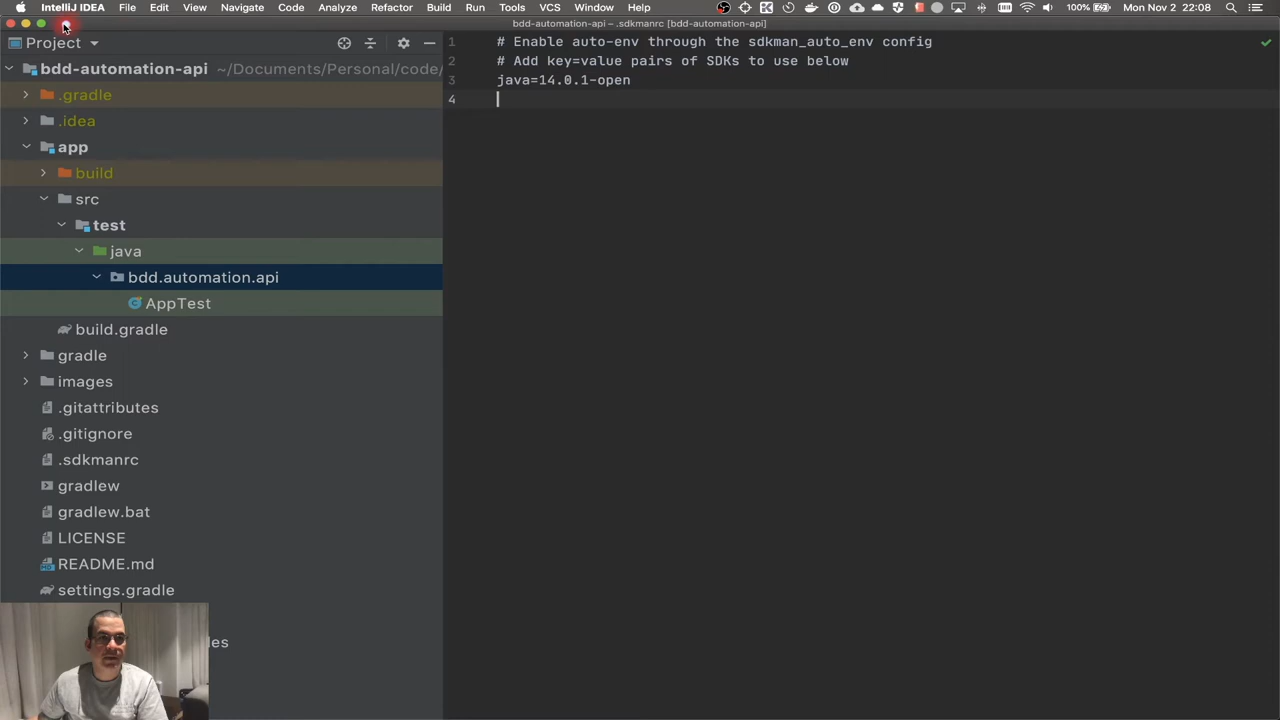 IntelliJ IDEA File Edit View Navigate Code Analyze Refactor Build Run Tools VCS Window Help 100% Mon Nov 2 22:08
bdd-automation-api – .sdkmanrc [bdd-automation-api]
Project
bdd-automation-api ~/Documents/Personal/code/
.gradle
.idea
app
build
src
test
java
bdd.automation.api
AppTest
build.gradle
gradle
images
.gitattributes
.gitignore
.sdkmanrc
gradlew
gradlew.bat
LICENSE
README.md
settings.gradle
es
1 # Enable auto-env through the sdkman_auto_env config
2 # Add key=value pairs of SDKs to use below
3 java=14.0.1-open
4